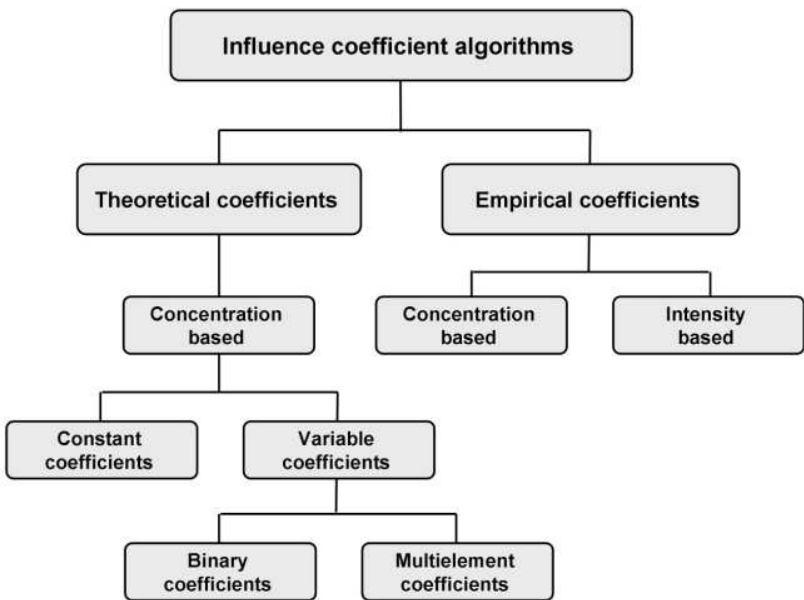 Influence coefficient algorithms
Theoretical coefficients
Empirical coefficients
Concentration
based
Concentration
based
Intensity
based
Constant
coefficients
Variable
coefficients
Binary
coefficients
Multielement
coefficients